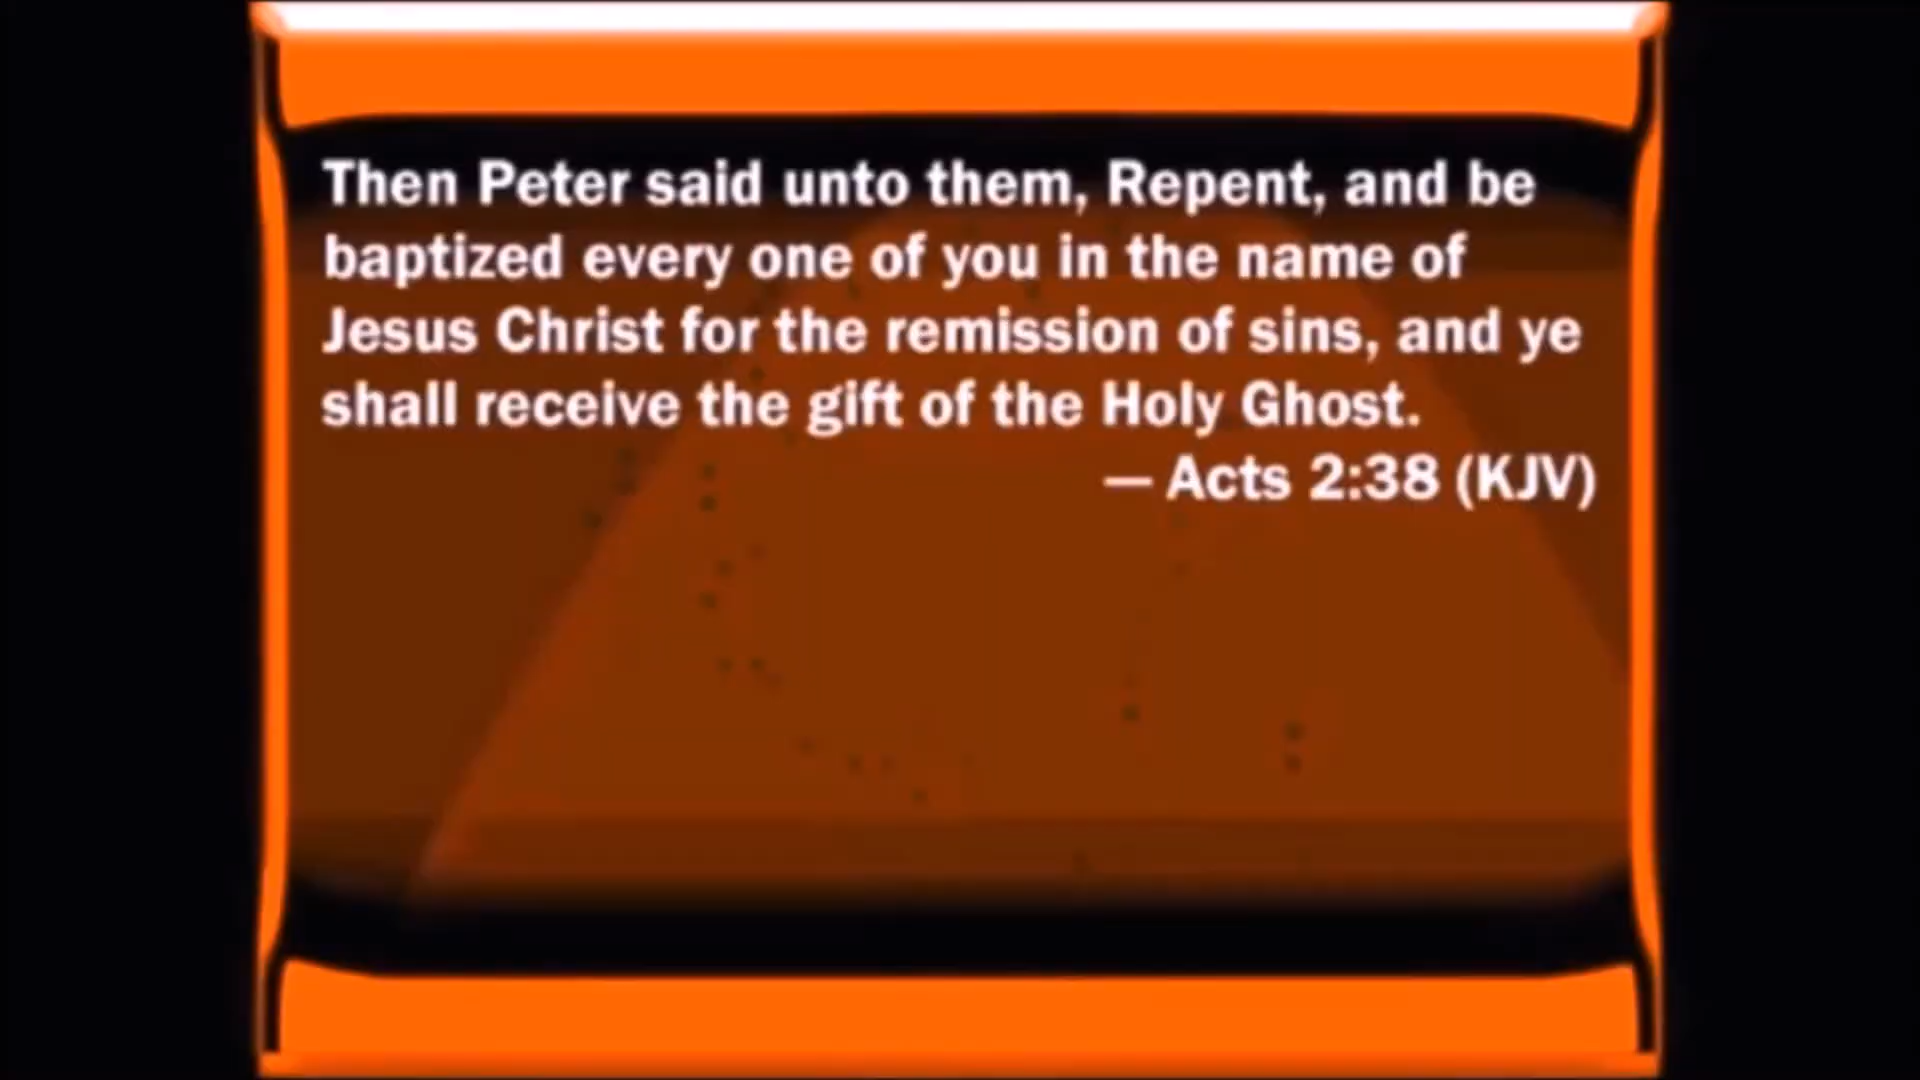 Then Peter said unto them, Repent, and be
baptized every one of you in the name of
Jesus Christ for the remission of sins, and ye
shall receive the gift of the Holy Ghost.
— Acts 2:38 (KJV)